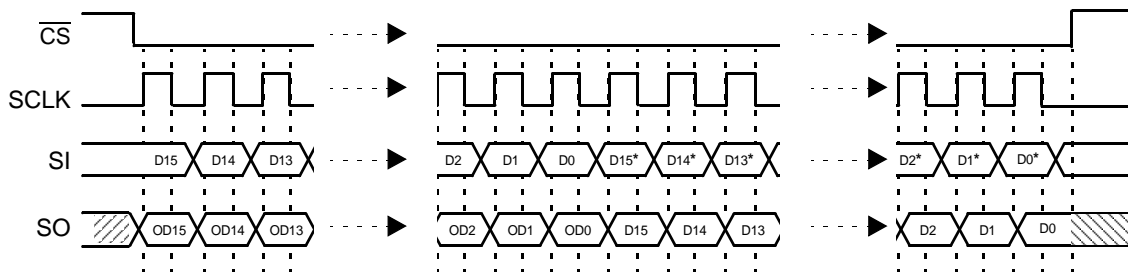 CS
SCLK
SI D15 D14 D13 D2 D1 D0 D15* D14* D13* D2* D1* D0*
SO OD15 OD14 OD13 OD2 OD1 OD0 D15 D14 D13 D2 D1 D0